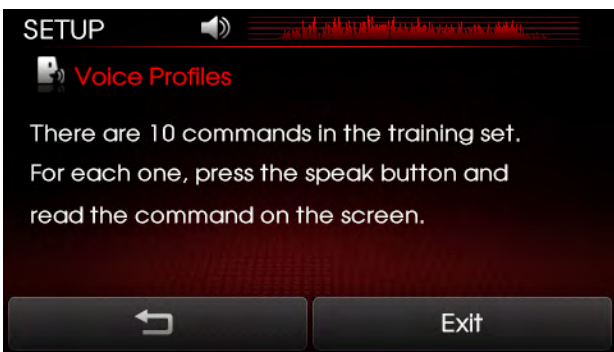 SETUP
Voice Profiles
There are 10 commands in the training set.
For each one, press the speak button and
read the command on the screen.
Exit